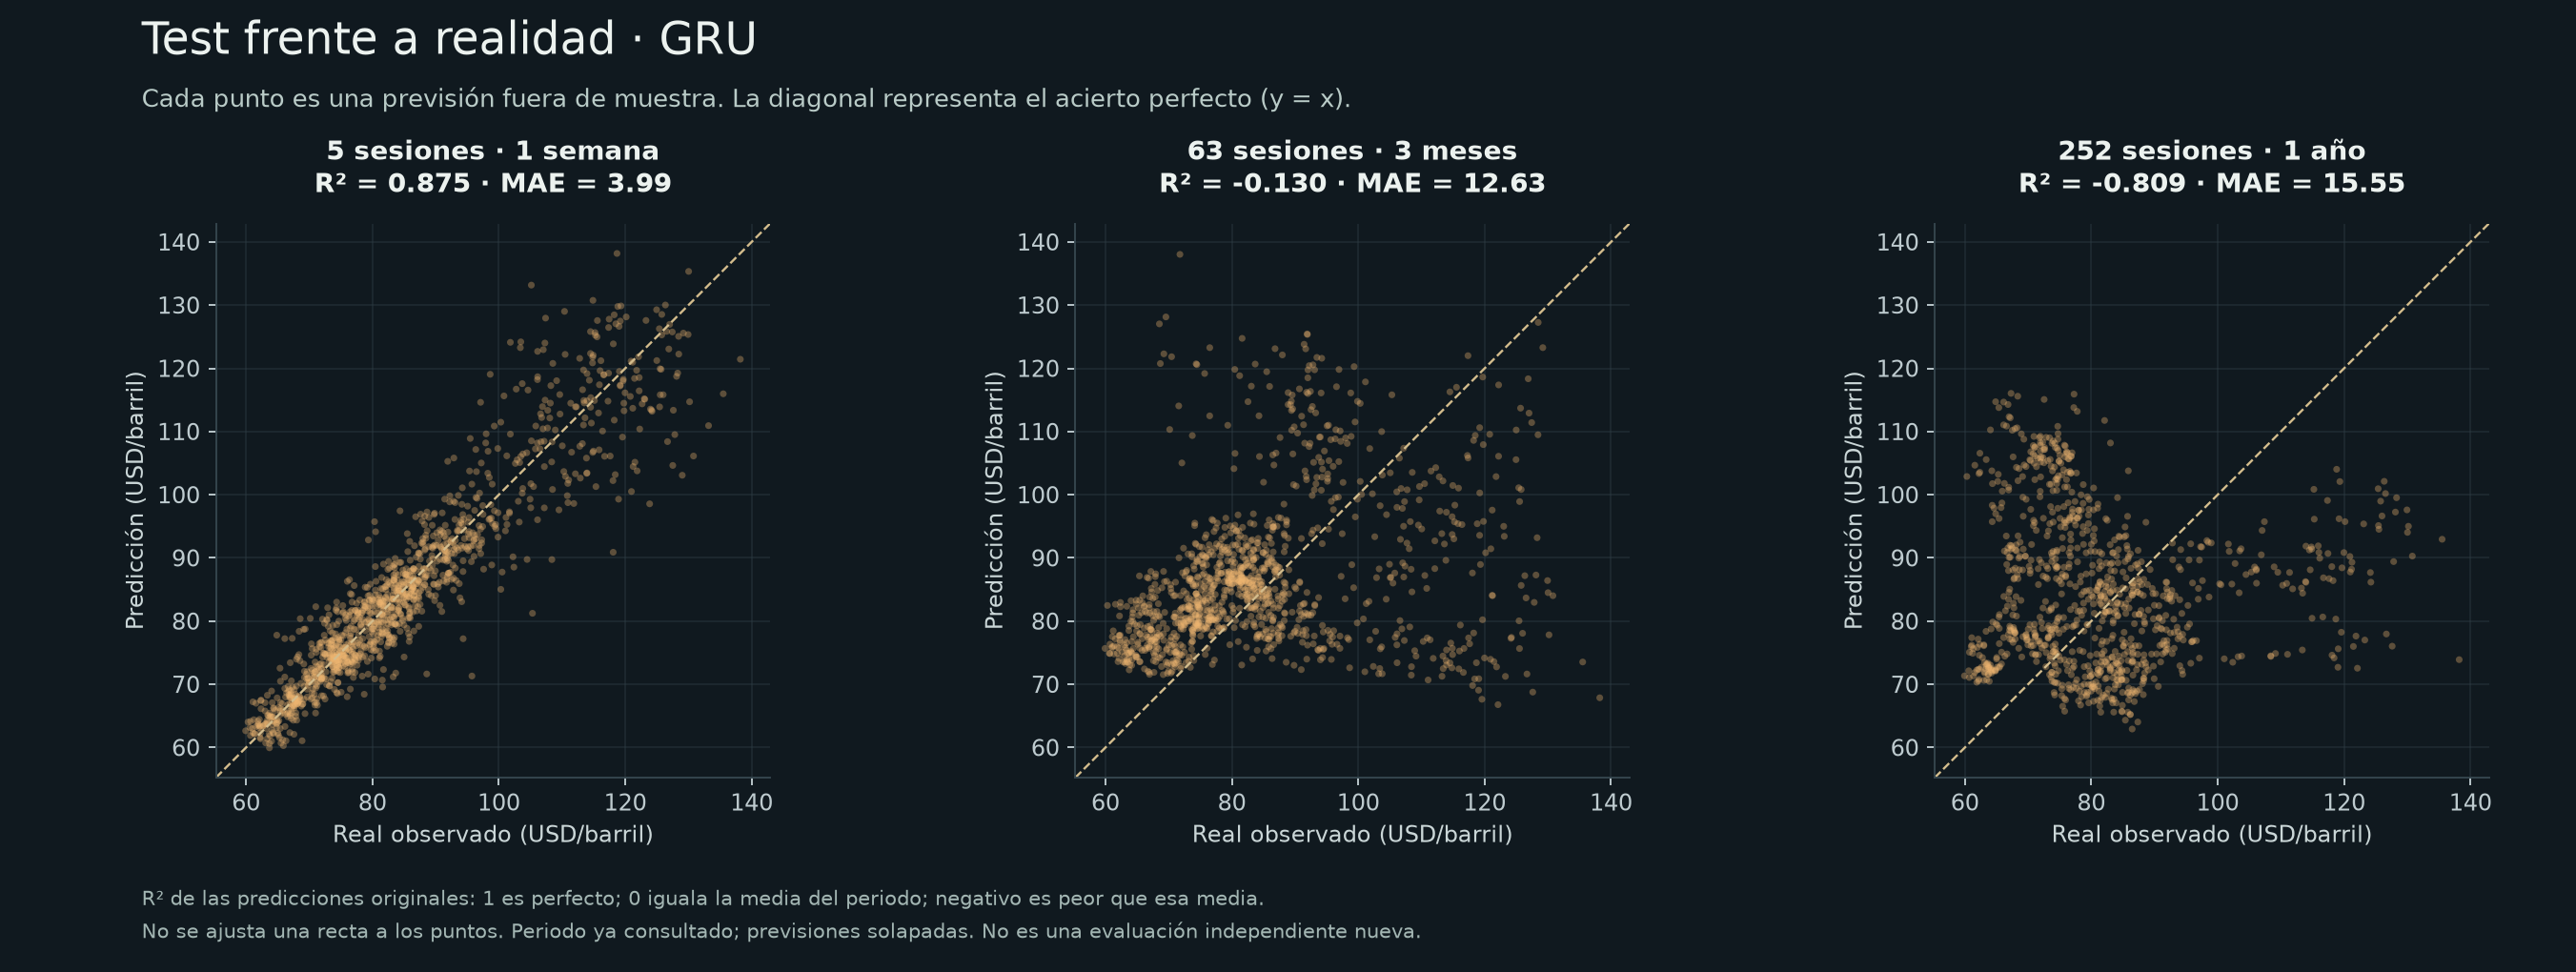 Test frente a realidad · GRU
Cada punto es una previsión fuera de muestra. La diagonal representa el acierto perfecto (y = x).
5 sesiones · 1 semana
R² = 0.875 · MAE = 3.99
140
130
120
110
100
90
80
70
60
Predicción (USD/barril)
60 80 100 120 140
Real observado (USD/barril)
63 sesiones · 3 meses
R² = -0.130 · MAE = 12.63
140
130
120
110
100
90
80
70
60
Predicción (USD/barril)
60 80 100 120 140
Real observado (USD/barril)
252 sesiones · 1 año
R² = -0.809 · MAE = 15.55
140
130
120
110
100
90
80
70
60
Predicción (USD/barril)
60 80 100 120 140
Real observado (USD/barril)
R² de las predicciones originales: 1 es perfecto; 0 iguala la media del periodo; negativo es peor que esa media.
No se ajusta una recta a los puntos. Periodo ya consultado; previsiones solapadas. No es una evaluación independiente nueva.